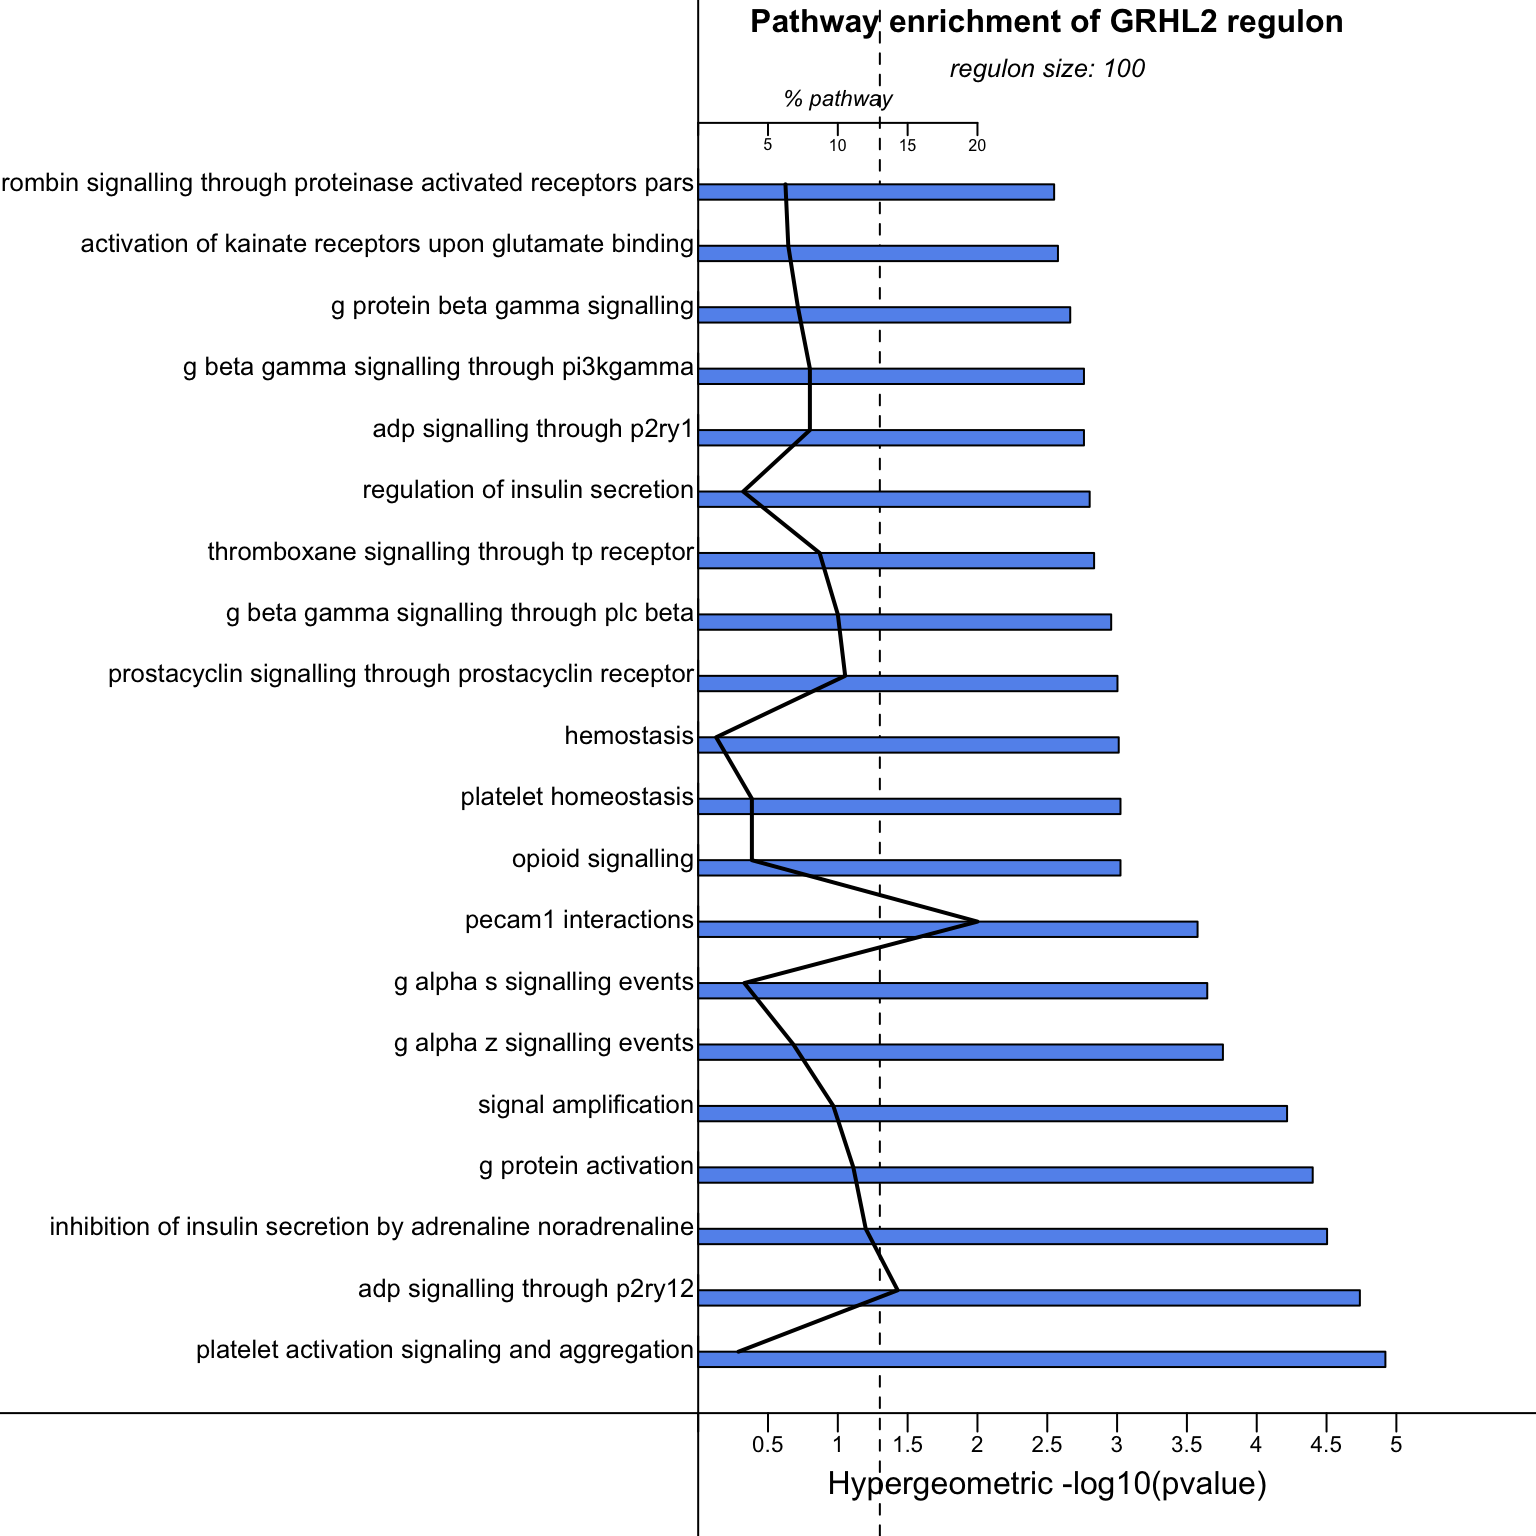 Pathway enrichment of GRHL2 regulon
regulon size: 100
% pathway
5 10 15 20
rombin signalling through proteinase activated receptors pars
activation of kainate receptors upon glutamate binding
g protein beta gamma signalling
g beta gamma signalling through pi3kgamma
adp signalling through p2ry1
regulation of insulin secretion
thromboxane signalling through tp receptor
g beta gamma signalling through plc beta
prostacyclin signalling through prostacyclin receptor
hemostasis
platelet homeostasis
opioid signalling
pecam1 interactions
g alpha s signalling events
g alpha z signalling events
signal amplification
g protein activation
inhibition of insulin secretion by adrenaline noradrenaline
adp signalling through p2ry12
platelet activation signaling and aggregation
0.5 1 1.5 2 2.5 3 3.5 4 4.5 5
Hypergeometric -log10(pvalue)